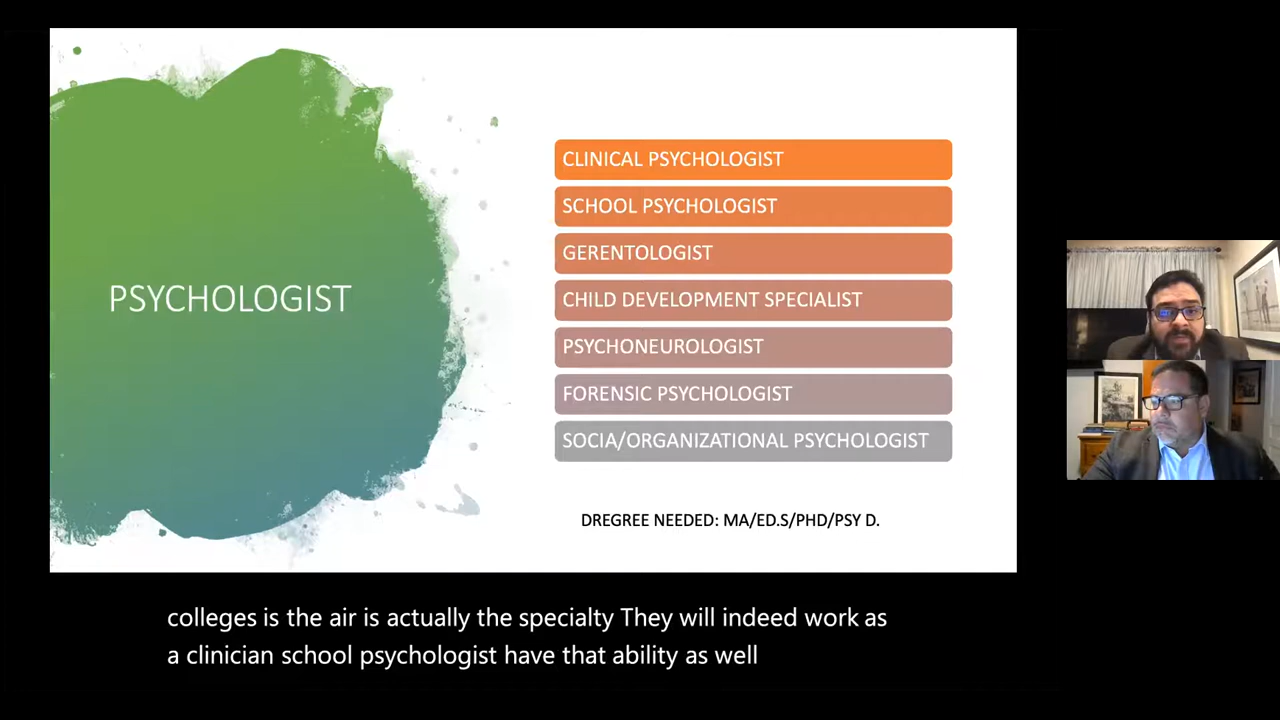 PSYCHOLOGIST
CLINICAL PSYCHOLOGIST
SCHOOL PSYCHOLOGIST
GERENTOLOGIST
CHILD DEVELOPMENT SPECIALIST
PSYCHONEUROLOGIST
FORENSIC PSYCHOLOGIST
SOCIA/ORGANIZATIONAL PSYCHOLOGIST
DREGREE NEEDED: MA/ED.S/PHD/PSY D.
colleges is the air is actually the specialty They will indeed work as
a clinician school psychologist have that ability as well